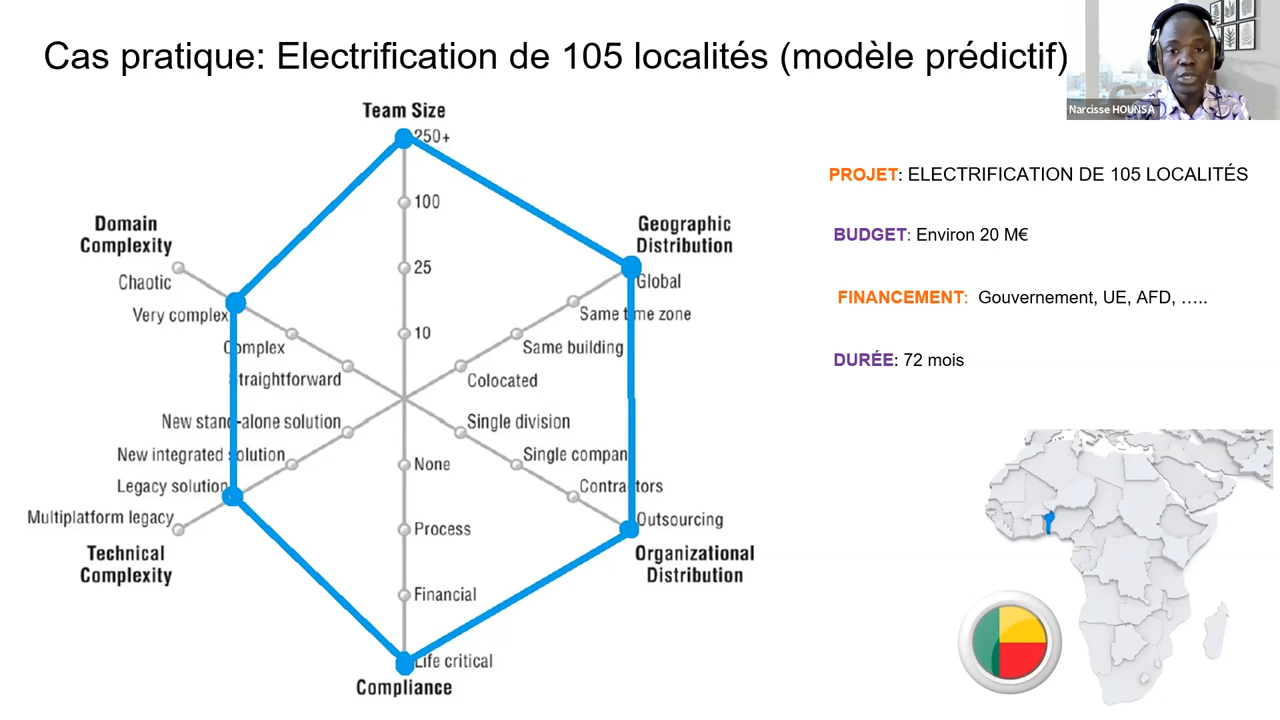 Cas pratique: Electrification de 105 localités (modèle prédictif)
Narcisse HOUNSA
Team Size
250+
100
25
10
Geographic
Distribution
Global
Same time zone
Same building
Colocated
Single division
Single compan
Contractors
Outsourcing
Organizational
Distribution
None
Process
Financial
Life critical
Compliance
Domain
Complexity
Chaotic
Very complex
Complex
Straightforward
New stand-alone solution
New integrated solution
Legacy solution
Multiplatform legacy
Technical
Complexity
PROJET: ELECTRIFICATION DE 105 LOCALITÉS
BUDGET: Environ 20 M€
FINANCEMENT: Gouvernement, UE, AFD, .....
DURÉE: 72 mois